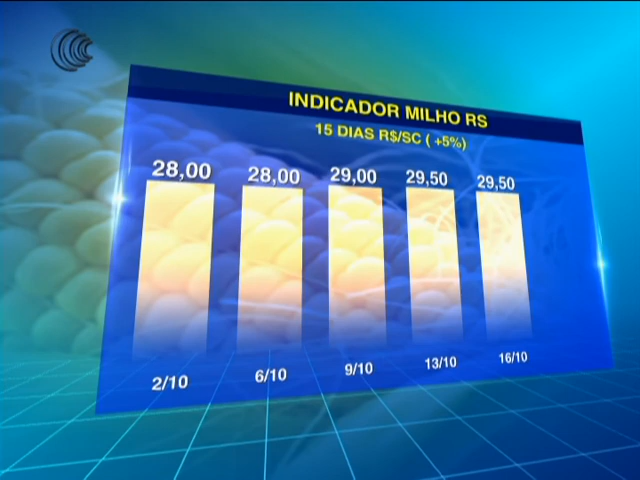 INDICADOR MILHO RS
15 DIAS R$/SC ( +5%)
28,00 28,00 29,00 29,50 29,50
2/10 6/10 9/10 13/10 16/10